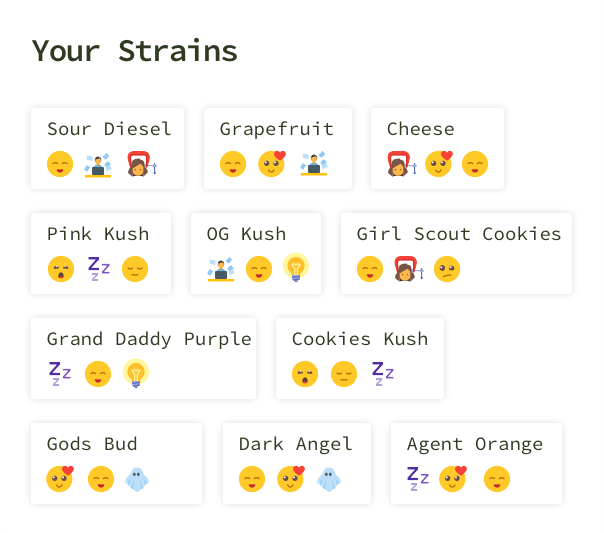 Your Strains
Sour Diesel
Grapefruit
Cheese
Pink Kush
OG Kush
Girl Scout Cookies
Grand Daddy Purple
Cookies Kush
Gods Bud
Dark Angel
Agent Orange